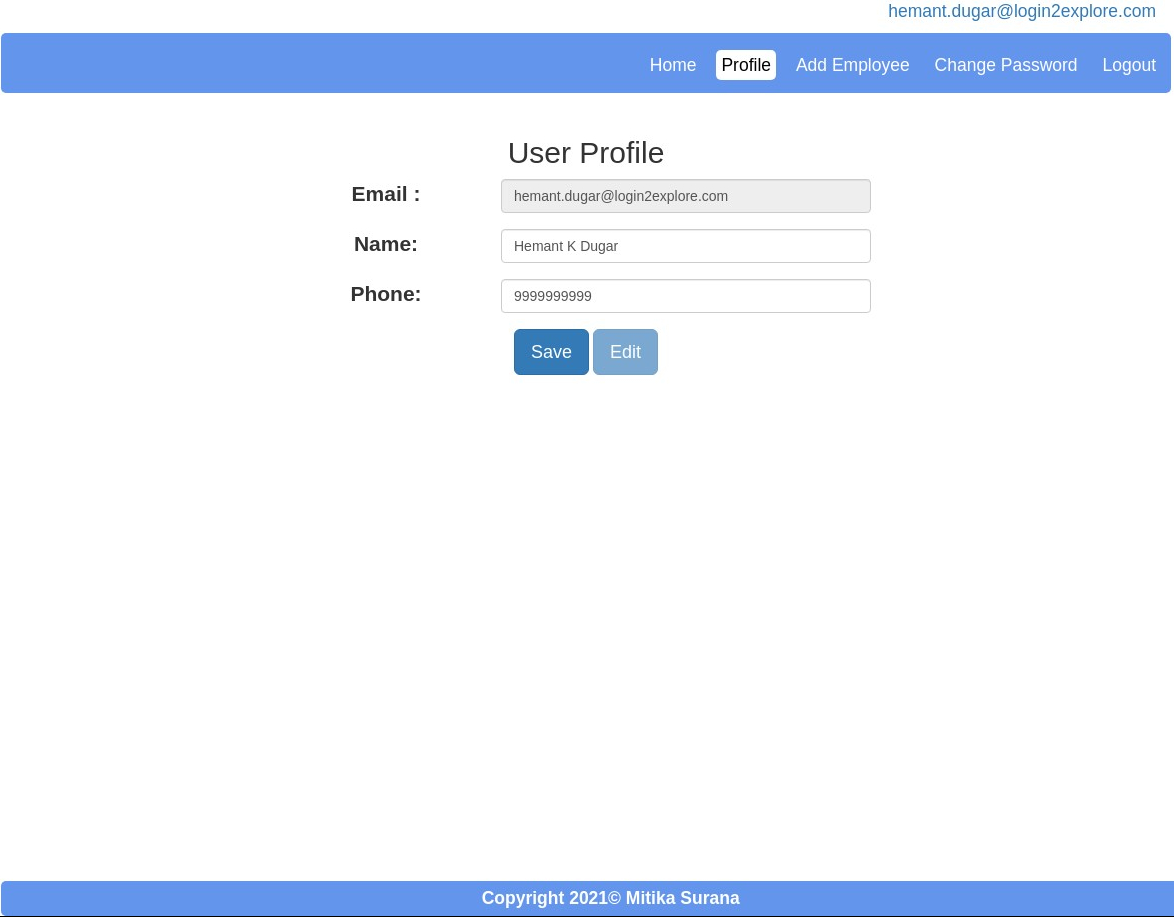 hemant.dugar@login2explore.com
Home Profile Add Employee Change Password Logout
User Profile
Email : hemant.dugar@login2explore.com
Name: Hemant K Dugar
Phone: 9999999999
Save Edit
Copyright 2021© Mitika Surana